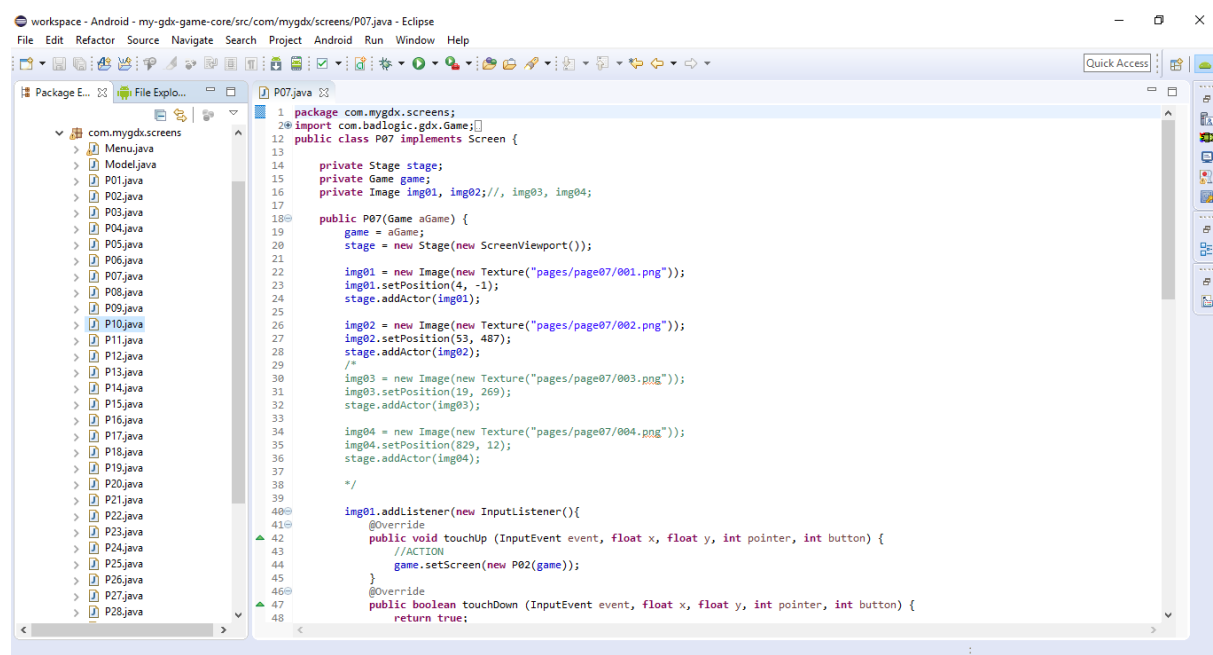 workspace - Android - my-gdx-game-core/src/com/mygdx/screens/P07.java - Eclipse
File Edit Refactor Source Navigate Search Project Android Run Window Help
Quick Access
Package E...
File Explo...
P07.java
com.mygdx.screens
Menu.java
Model.java
P01.java
P02.java
P03.java
P04.java
P05.java
P06.java
P07.java
P08.java
P09.java
P10.java
P11.java
P12.java
P13.java
P14.java
P15.java
P16.java
P17.java
P18.java
P19.java
P20.java
P21.java
P22.java
P23.java
P24.java
P25.java
P26.java
P27.java
P28.java
1 package com.mygdx.screens;
2 import com.badlogic.gdx.Game;
12 public class P07 implements Screen {
13
14 private Stage stage;
15 private Game game;
16 private Image img01, img02;//, img03, img04;
17
18 public P07(Game aGame) {
19 game = aGame;
20 stage = new Stage(new ScreenViewport());
21
22 img01 = new Image(new Texture("pages/page07/001.png"));
23 img01.setPosition(4, -1);
24 stage.addActor(img01);
25
26 img02 = new Image(new Texture("pages/page07/002.png"));
27 img02.setPosition(53, 487);
28 stage.addActor(img02);
29 /*
30 img03 = new Image(new Texture("pages/page07/003.png"));
31 img03.setPosition(19, 269);
32 stage.addActor(img03);
33
34 img04 = new Image(new Texture("pages/page07/004.png"));
35 img04.setPosition(829, 12);
36 stage.addActor(img04);
37
38 */
39
40 img01.addListener(new InputListener(){
41 @Override
42 public void touchUp (InputEvent event, float x, float y, int pointer, int button) {
43 //ACTION
44 game.setScreen(new P02(game));
45 }
46 @Override
47 public boolean touchDown (InputEvent event, float x, float y, int pointer, int button) {
48 return true;